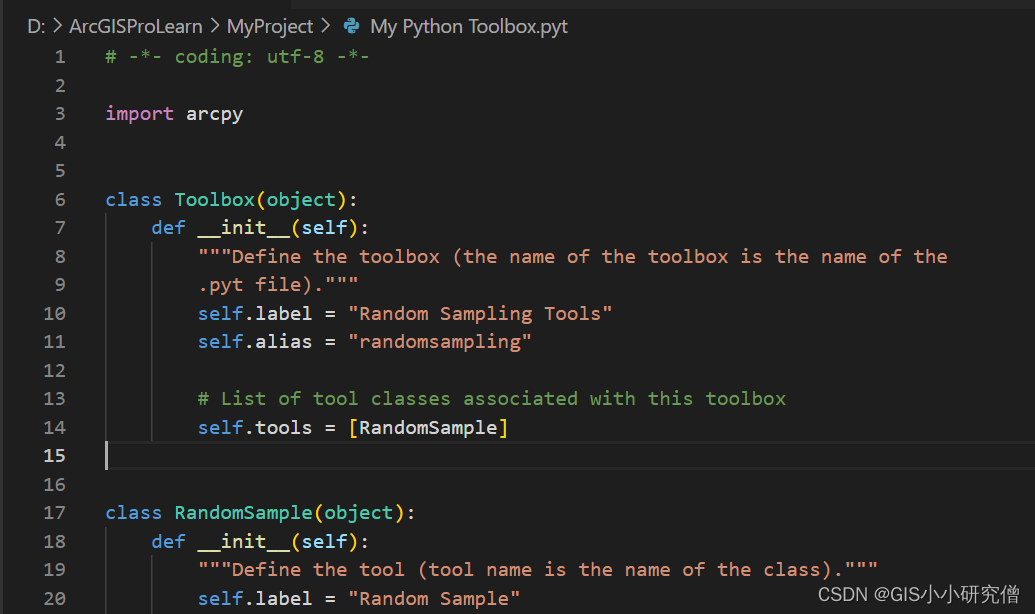 D: > ArcGISProLearn > MyProject > My Python Toolbox.pyt
1 # -*- coding: utf-8 -*-
2
3 import arcpy
4
5
6 class Toolbox(object):
7     def __init__(self):
8         """Define the toolbox (the name of the toolbox is the name of the
9         .pyt file)."""
10         self.label = "Random Sampling Tools"
11         self.alias = "randomsampling"
12
13         # List of tool classes associated with this toolbox
14         self.tools = [RandomSample]
15
16
17 class RandomSample(object):
18     def __init__(self):
19         """Define the tool (tool name is the name of the class)."""
20         self.label = "Random Sample"
CSDN @GIS小小研究僧